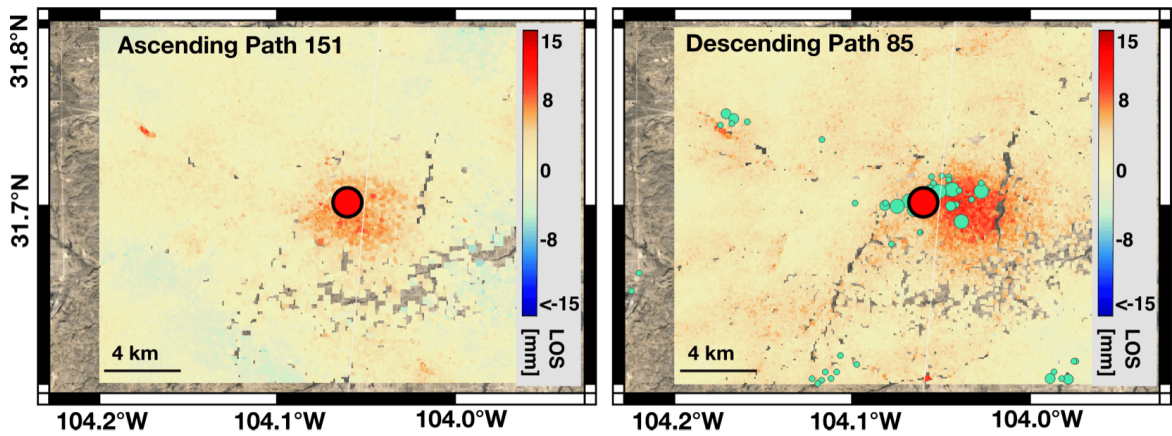 Ascending Path 151
Descending Path 85
31.8°N
31.7°N
15
8
0
-8
<-15
LOS
[mm]
15
8
0
-8
<-15
LOS
[mm]
4 km
4 km
104.2°W
104.1°W
104.0°W
104.2°W
104.1°W
104.0°W